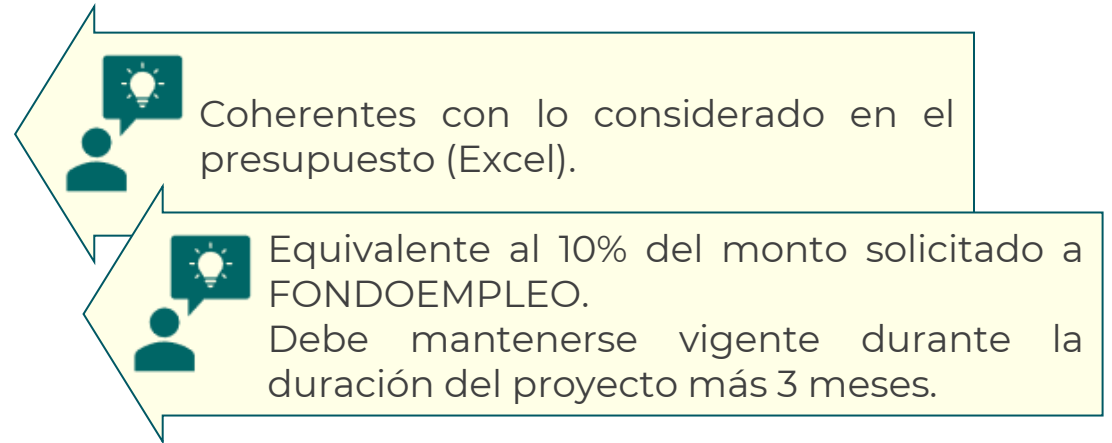 Coherentes con lo considerado en el
presupuesto (Excel).
Equivalente al 10% del monto solicitado a
FONDOEMPLEO.
Debe mantenerse vigente durante la
duración del proyecto más 3 meses.